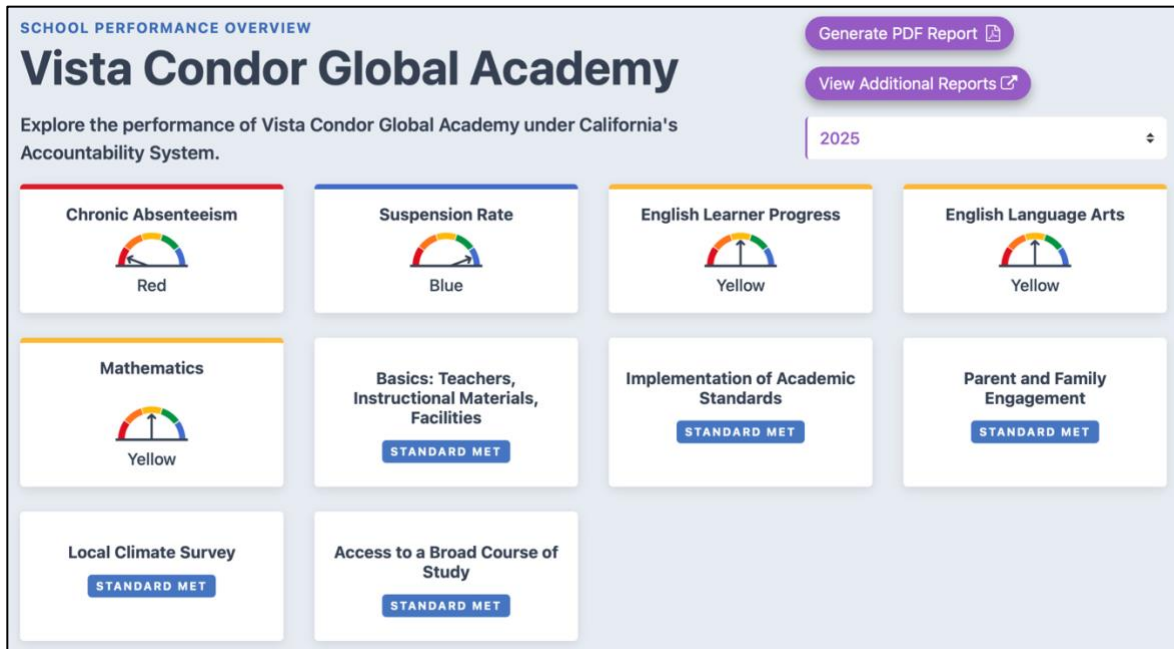 SCHOOL PERFORMANCE OVERVIEW
Vista Condor Global Academy
Explore the performance of Vista Condor Global Academy under California's
Accountability System.
Generate PDF Report
View Additional Reports
2025
Chronic Absenteeism
Red
Suspension Rate
Blue
English Learner Progress
Yellow
English Language Arts
Yellow
Mathematics
Yellow
Basics: Teachers,
Instructional Materials,
Facilities
STANDARD MET
Implementation of Academic
Standards
STANDARD MET
Parent and Family
Engagement
STANDARD MET
Local Climate Survey
STANDARD MET
Access to a Broad Course of
Study
STANDARD MET